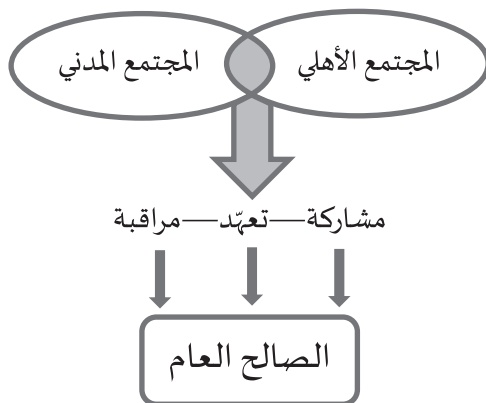 المجتمع الأهلي
المجتمع المدني
مشاركة — تعهّد — مراقبة
الصالح العام